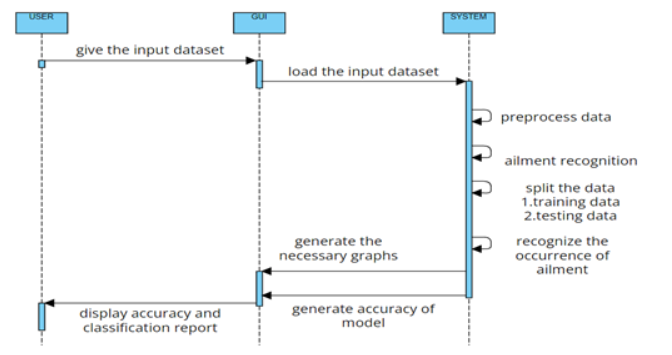 USER
GUI
SYSTEM
give the input dataset
load the input dataset
preprocess data
ailment recognition
split the data
1.training data
2.testing data
recognize the
occurrence of
ailment
generate the
necessary graphs
generate accuracy of
model
display accuracy and
classification report